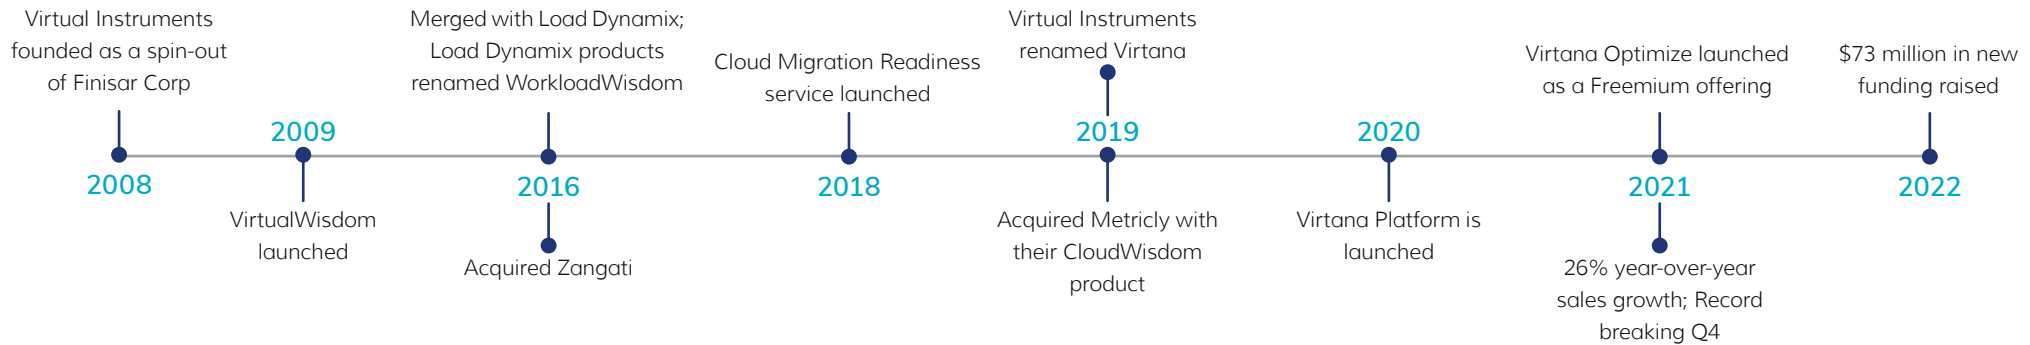 Virtual Instruments
founded as a spin-out
of Finisar Corp
2008
2009
VirtualWisdom
launched
Merged with Load Dynamix;
Load Dynamix products
renamed WorkloadWisdom
2016
Acquired Zangati
Cloud Migration Readiness
service launched
2018
Virtual Instruments
renamed Virtana
2019
Acquired Metricly with
their CloudWisdom
product
2020
Virtana Platform is
launched
Virtana Optimize launched
as a Freemium offering
2021
26% year-over-year
sales growth; Record
breaking Q4
$73 million in new
funding raised
2022